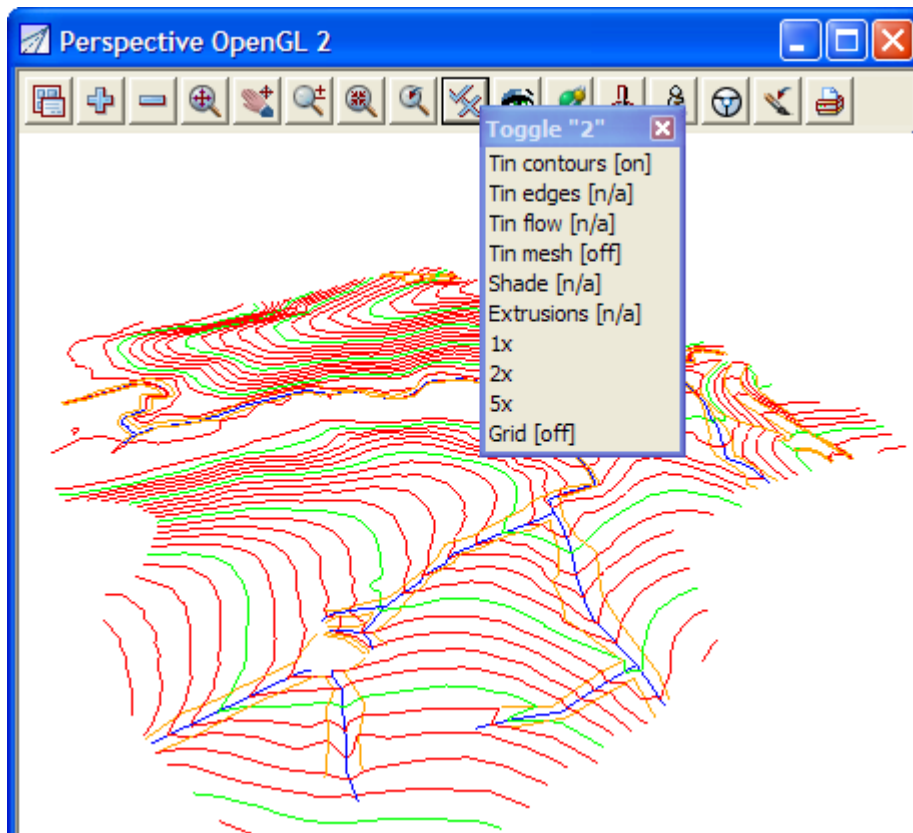 Perspective OpenGL 2
Toggle "2"
Tin contours [on]
Tin edges [n/a]
Tin flow [n/a]
Tin mesh [off]
Shade [n/a]
Extrusions [n/a]
1x
2x
5x
Grid [off]